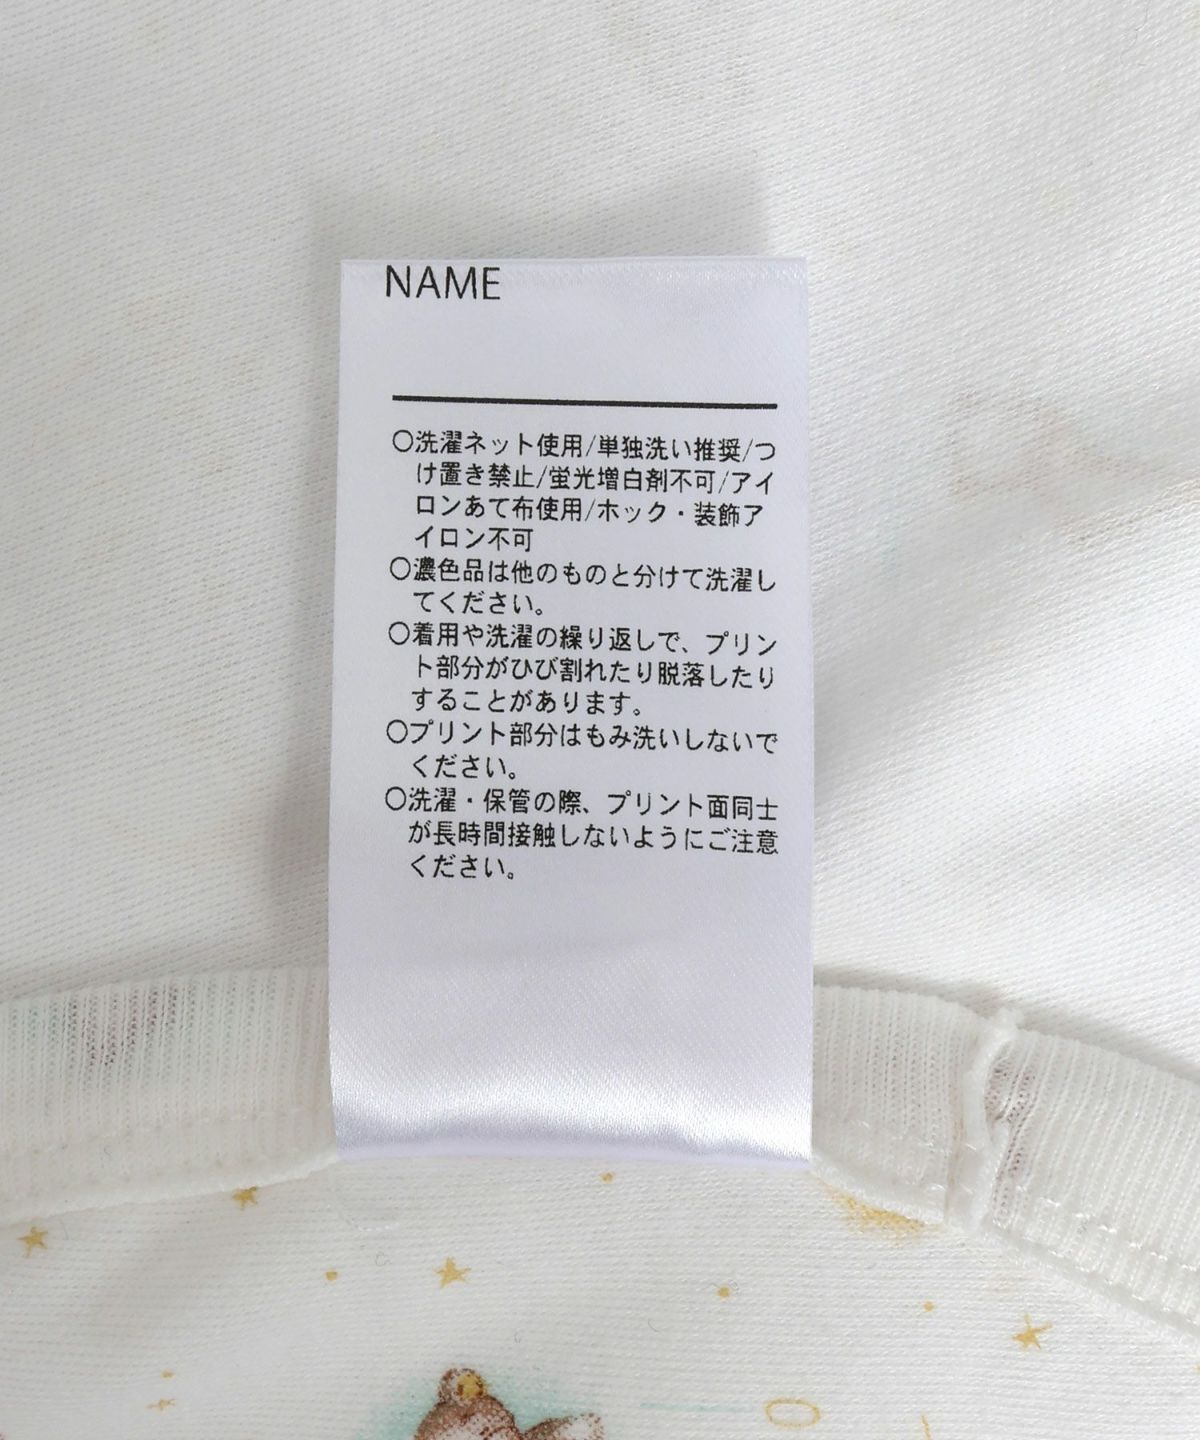 NAME
○洗濯ネット使用/単独洗い推奨/つ
け置き禁止/蛍光増白剤不可/アイ
ロンあて布使用/ホック・装飾ア
イロン不可
○濃色品は他のものと分けて洗濯し
てください。
○着用や洗濯の繰り返しで、プリン
ト部分がひび割れたり脱落したり
することがあります。
○プリント部分はもみ洗いしないで
ください。
○洗濯・保管の際、プリント面同士
が長時間接触しないようにご注意
ください。